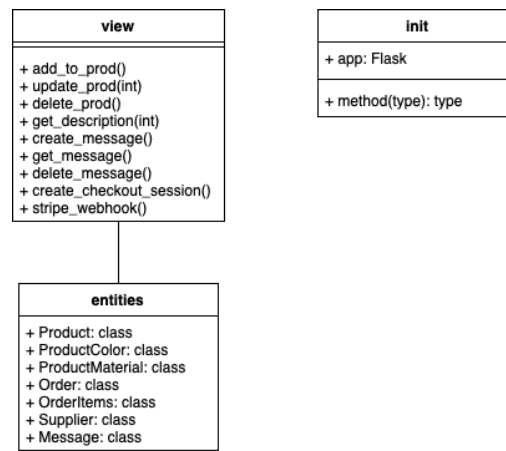 view
+ add_to_prod()
+ update_prod(int)
+ delete_prod()
+ get_description(int)
+ create_message()
+ get_message()
+ delete_message()
+ create_checkout_session()
+ stripe_webhook()
init
+ app: Flask
+ method(type): type
entities
+ Product: class
+ ProductColor: class
+ ProductMaterial: class
+ Order: class
+ OrderItems: class
+ Supplier: class
+ Message: class